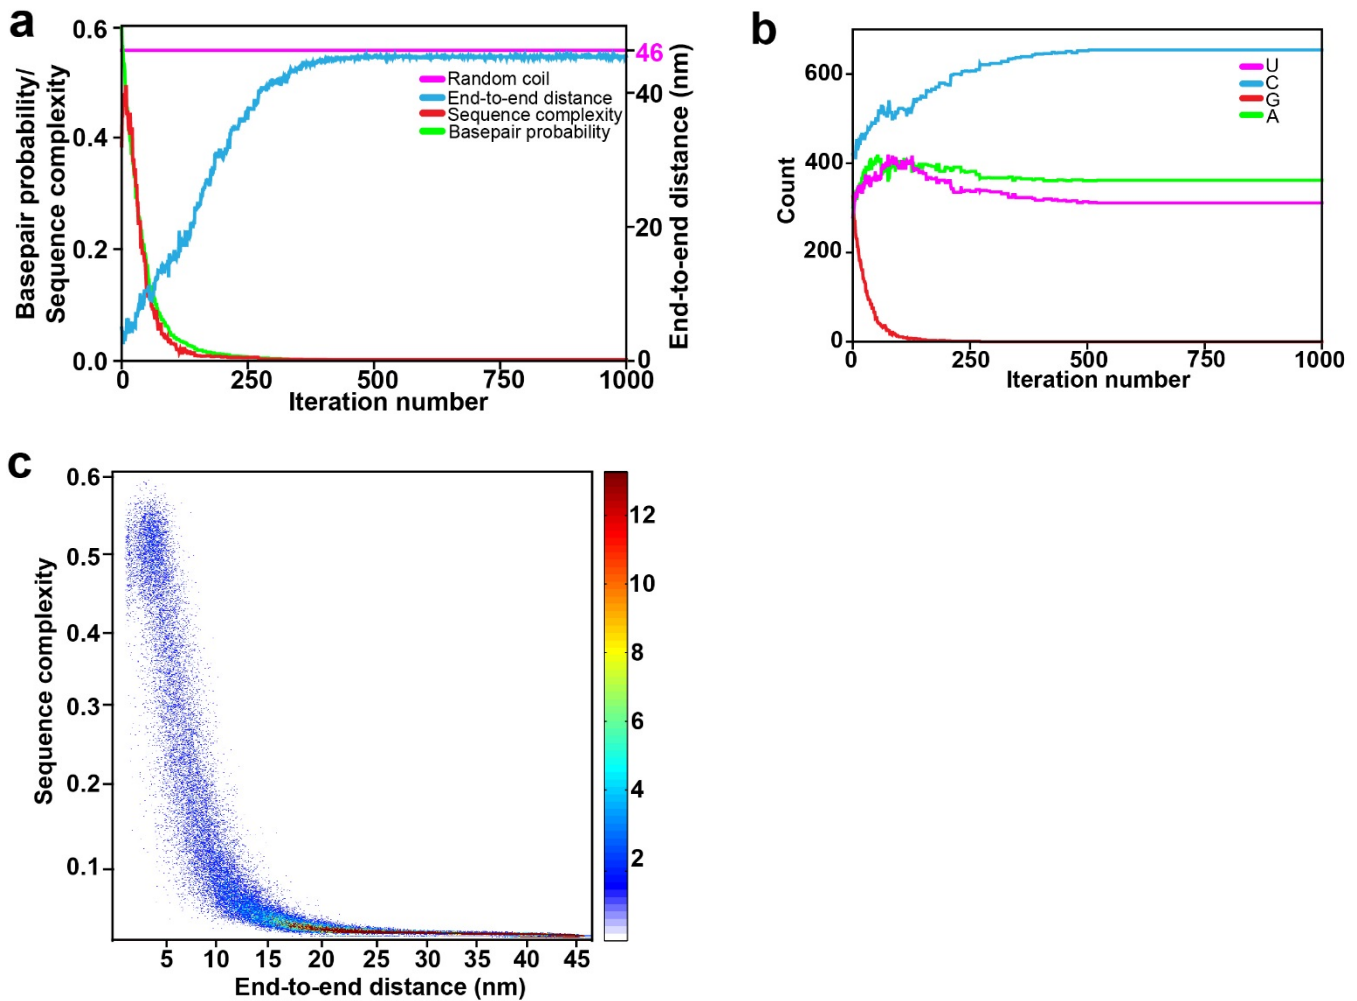 a
Basepair probability/
Sequence complexity
0.6
0.4
0.2
0.0
0
250
500
750
1000
Iteration number
46
40
20
0
End-to-end distance (nm)
Random coil
End-to-end distance
Sequence complexity
Basepair probability
b
Count
600
400
200
0
0
250
500
750
1000
Iteration number
U
C
G
A
c
Sequence complexity
0.6
0.5
0.4
0.3
0.2
0.1
5
10
15
20
25
30
35
40
45
End-to-end distance (nm)
12
10
8
6
4
2